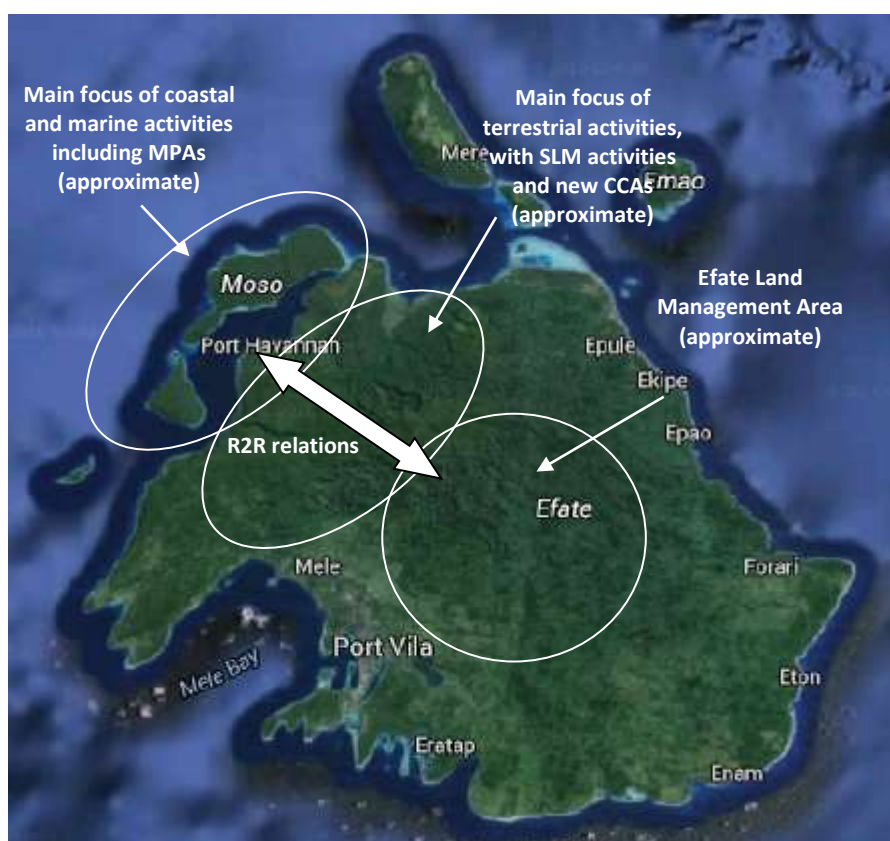 Main focus of coastal
and marine activities
including MPAs
(approximate)
Main focus of
terrestrial activities,
with SLM activities
and new CCAs
(approximate)
Mere
Emao
Efate Land
Management Area
(approximate)
Moso
Port Havannan
Epule
Ekipe
Epao
R2R relations
Efate
Mele
Forari
Port Vila
Mele Bay
Eton
Eratap
Enam